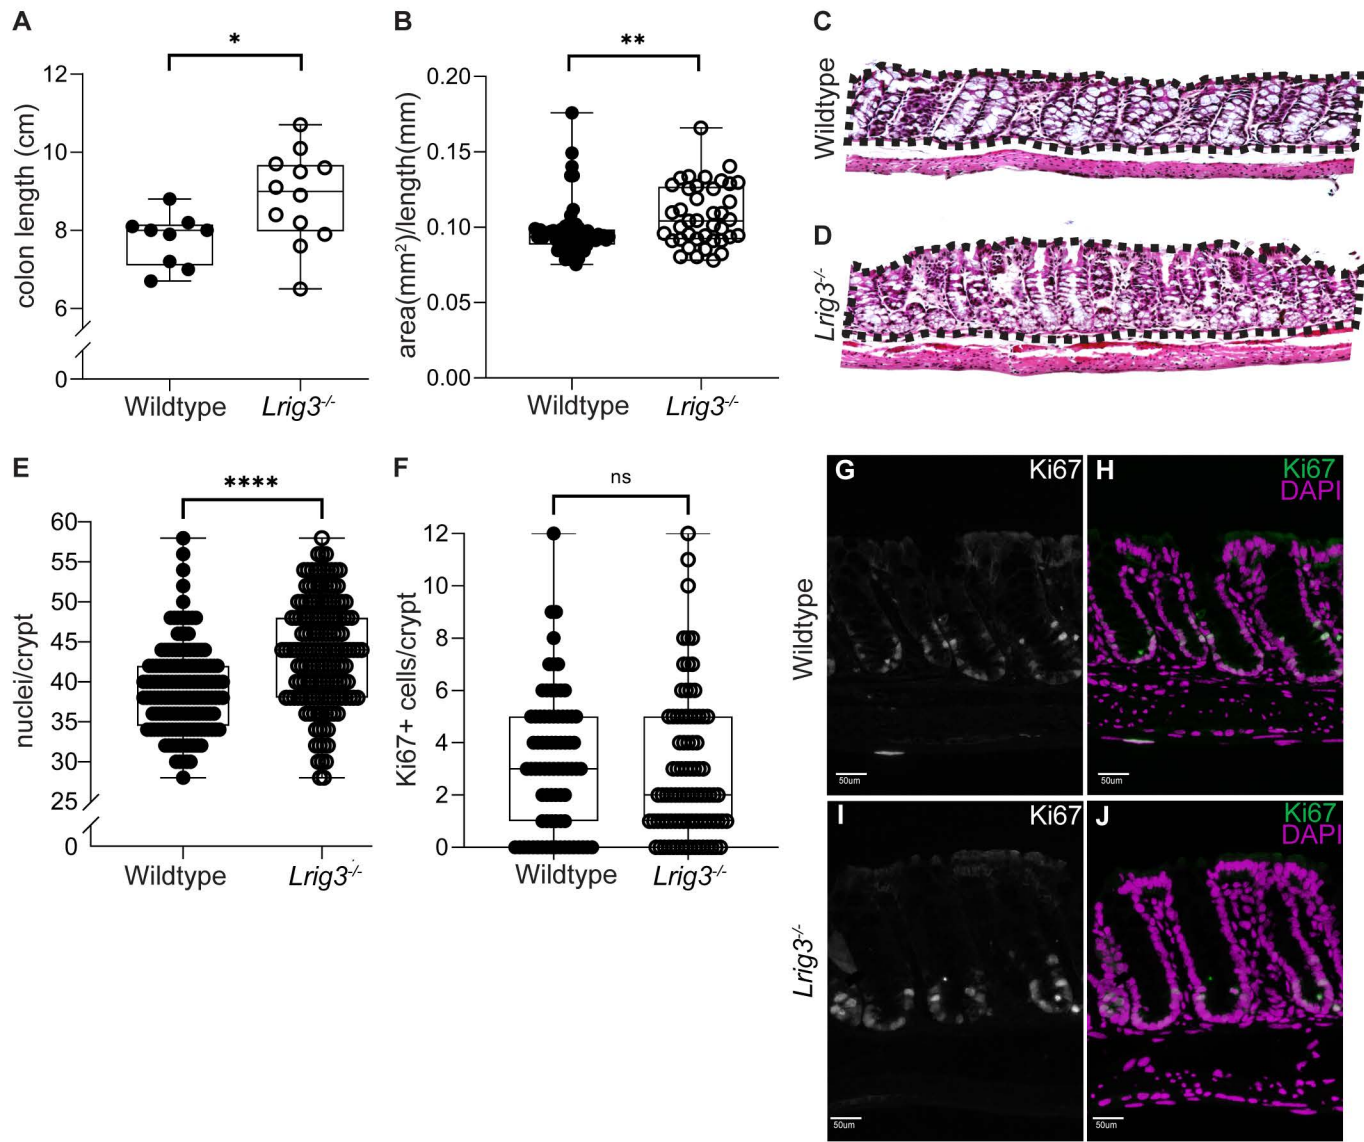 A
*
colon length (cm)
12
10
8
6
0
Wildtype
Lrig3-/-
B
**
area(mm²)/length(mm)
0.20
0.15
0.10
0.05
0.00
Wildtype
Lrig3-/-
C
Wildtype
D
Lrig3-/-
E
****
nuclei/crypt
60
55
50
45
40
35
30
25
0
Wildtype
Lrig3-/-
F
ns
Ki67+ cells/crypt
12
10
8
6
4
2
0
Wildtype
Lrig3-/-
Wildtype
G
Ki67
50um
H
Ki67
DAPI
50um
Lrig3-/-
I
Ki67
50um
J
Ki67
DAPI
50um